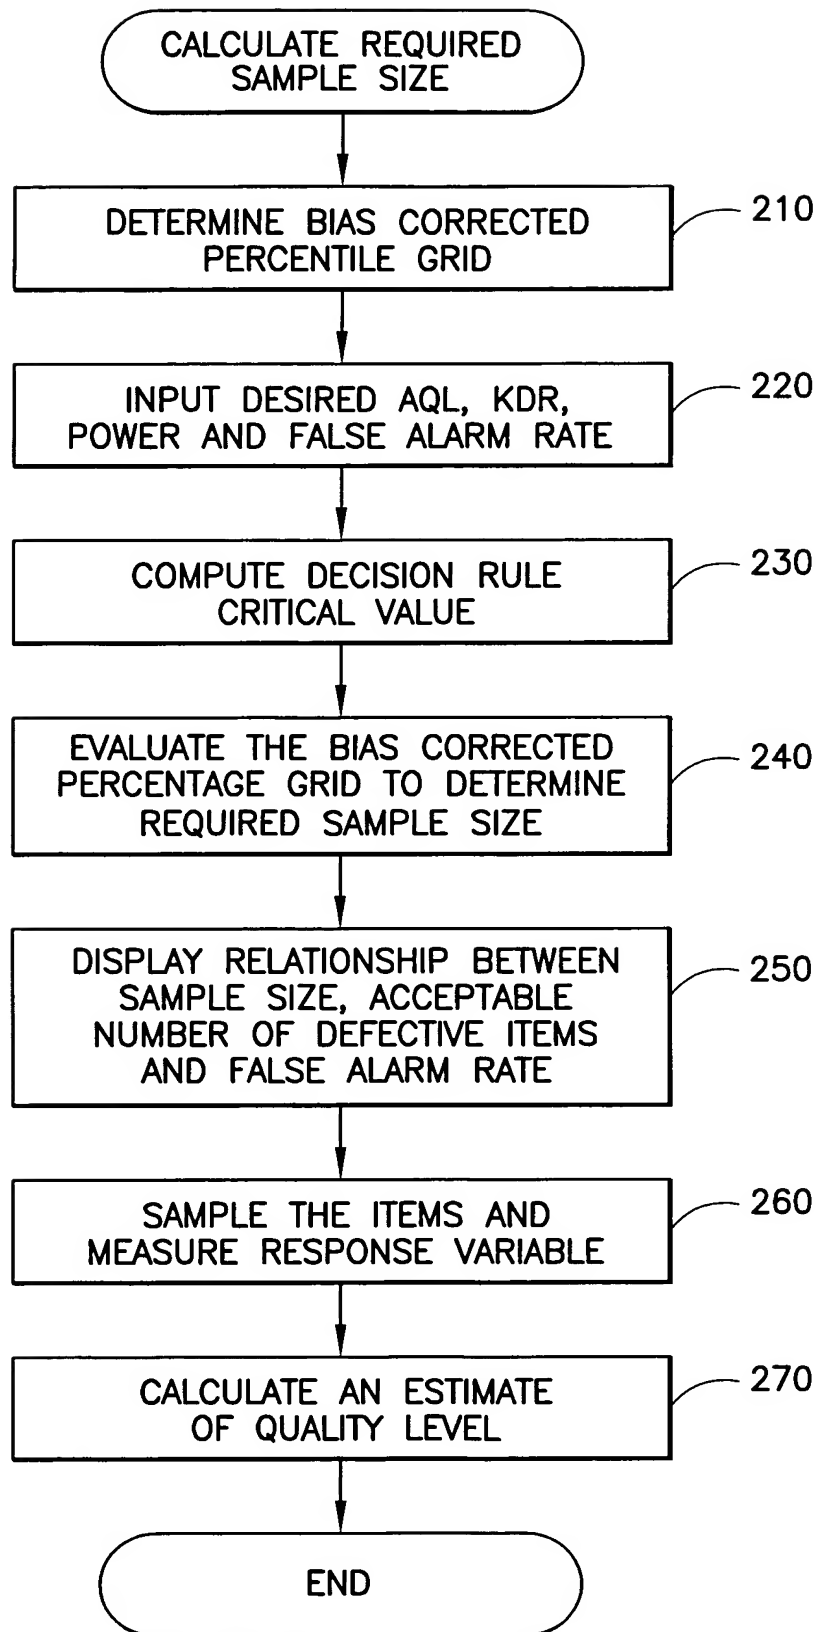 CALCULATE REQUIRED
SAMPLE SIZE
DETERMINE BIAS CORRECTED
PERCENTILE GRID
210
INPUT DESIRED AQL, KDR,
POWER AND FALSE ALARM RATE
220
COMPUTE DECISION RULE
CRITICAL VALUE
230
EVALUATE THE BIAS CORRECTED
PERCENTAGE GRID TO DETERMINE
REQUIRED SAMPLE SIZE
240
DISPLAY RELATIONSHIP BETWEEN
SAMPLE SIZE, ACCEPTABLE
NUMBER OF DEFECTIVE ITEMS
AND FALSE ALARM RATE
250
SAMPLE THE ITEMS AND
MEASURE RESPONSE VARIABLE
260
CALCULATE AN ESTIMATE
OF QUALITY LEVEL
270
END